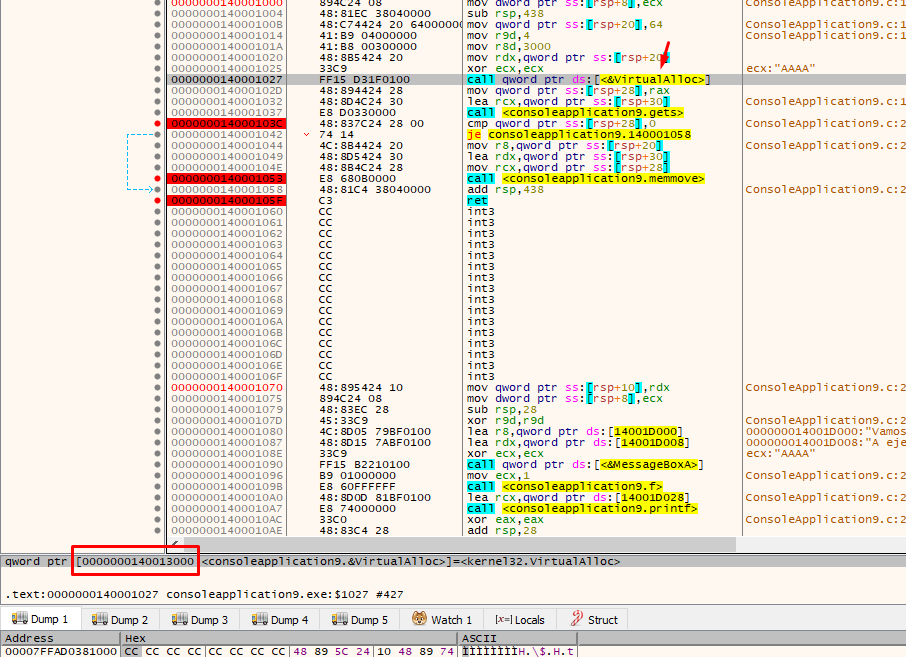 0000000140001000 894C24 08 mov dword ptr ss:[rsp+8],ecx ConsoleApplication9.c:1
0000000140001004 48:81EC 38040000 sub rsp,438
000000014000100B 48:C74424 20 6400000 mov qword ptr ss:[rsp+20],64 ConsoleApplication9.c:1
0000000140001014 41:B9 04000000 mov r9d,4 ConsoleApplication9.c:1
000000014000101A 41:B8 00300000 mov r8d,3000
0000000140001020 48:8B5424 20 mov rdx,qword ptr ss:[rsp+20]
0000000140001025 33C9 xor ecx,ecx ecx:"AAAA"
0000000140001027 FF15 D31F0100 call qword ptr ds:[<&VirtualAlloc>]
000000014000102D 48:894424 28 mov qword ptr ss:[rsp+28],rax
0000000140001032 48:8D4C24 30 lea rcx,qword ptr ss:[rsp+30] ConsoleApplication9.c:1
0000000140001037 E8 D0330000 call <consoleapplication9.gets>
000000014000103C 48:837C24 28 00 cmp qword ptr ss:[rsp+28],0 ConsoleApplication9.c:2
0000000140001042 74 14 je consoleapplication9.140001058
0000000140001044 4C:8B4424 20 mov r8,qword ptr ss:[rsp+20] ConsoleApplication9.c:2
0000000140001049 48:8D5424 30 lea rdx,qword ptr ss:[rsp+30]
000000014000104E 48:8B4C24 28 mov rcx,qword ptr ss:[rsp+28]
0000000140001053 E8 680B0000 call <consoleapplication9.memmove>
0000000140001058 48:81C4 38040000 add rsp,438 ConsoleApplication9.c:2
000000014000105F C3 ret
0000000140001060 CC int3
0000000140001061 CC int3
0000000140001062 CC int3
0000000140001063 CC int3
0000000140001064 CC int3
0000000140001065 CC int3
0000000140001066 CC int3
0000000140001067 CC int3
0000000140001068 CC int3
0000000140001069 CC int3
000000014000106A CC int3
000000014000106B CC int3
000000014000106C CC int3
000000014000106D CC int3
000000014000106E CC int3
000000014000106F CC int3
0000000140001070 48:895424 10 mov qword ptr ss:[rsp+10],rdx ConsoleApplication9.c:2
0000000140001075 894C24 08 mov dword ptr ss:[rsp+8],ecx
0000000140001079 48:83EC 28 sub rsp,28
000000014000107D 45:33C9 xor r9d,r9d ConsoleApplication9.c:2
0000000140001080 4C:8D05 79BF0100 lea r8,qword ptr ds:[14001D000] 000000014001D000:"Vamos
0000000140001087 48:8D15 7ABF0100 lea rdx,qword ptr ds:[14001D008] 000000014001D008:"A eje
000000014000108E 33C9 xor ecx,ecx ecx:"AAAA"
0000000140001090 FF15 B2210100 call qword ptr ds:[<&MessageBoxA>]
0000000140001096 B9 01000000 mov ecx,1 ConsoleApplication9.c:2
000000014000109B E8 60FFFFFF call <consoleapplication9.f>
00000001400010A0 48:8D0D 81BF0100 lea rcx,qword ptr ds:[14001D028] ConsoleApplication9.c:2
00000001400010A7 E8 74000000 call <consoleapplication9.printf>
00000001400010AC 33C0 xor eax,eax ConsoleApplication9.c:2
00000001400010AE 48:83C4 28 add rsp,28
qword ptr [0000000140013000 <consoleapplication9.&VirtualAlloc>]=<kernel32.VirtualAlloc>
.text:0000000140001027 consoleapplication9.exe:$1027 #427
Dump 1 Dump 2 Dump 3 Dump 4 Dump 5 Watch 1 [x=] Locals Struct
Address Hex ASCII
00007FFAD0381000 CC CC CC CC CC CC CC CC 48 89 5C 24 10 48 89 74 ÌÌÌÌÌÌÌÌH.\$.H.t